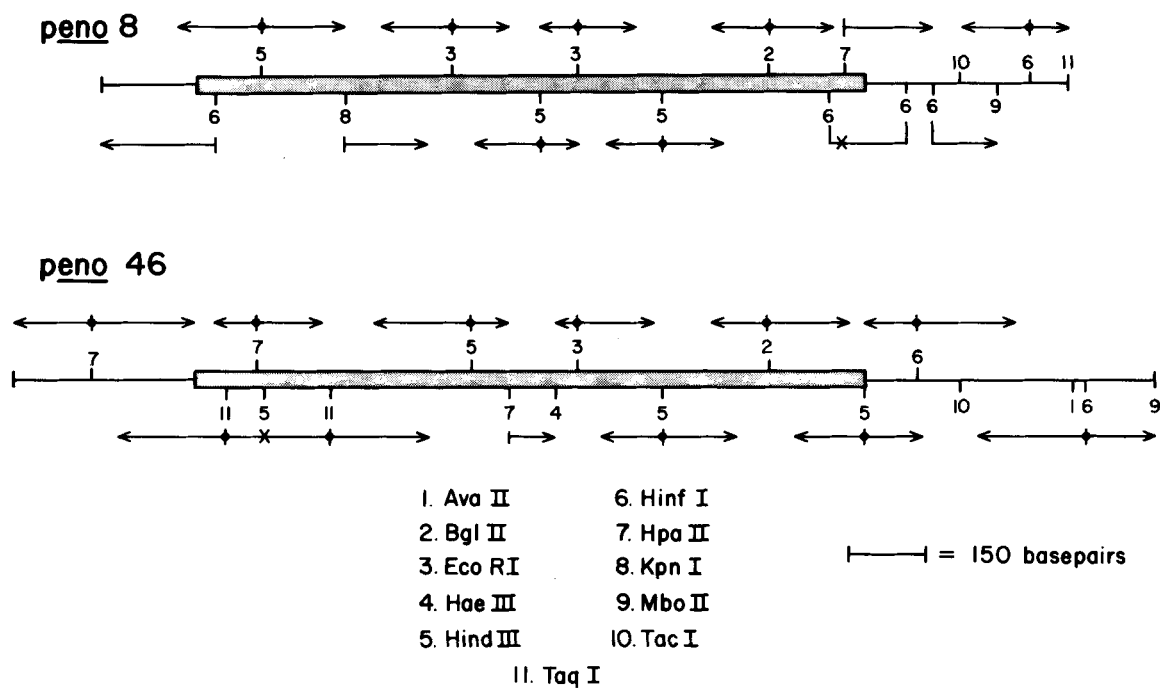 peno 8
5 3 3 2 7 10 6 11
6 8 5 5 6 6 6 9
peno 46
7 7 5 3 2 6
11 5 11 7 4 5 5 10 1 6 9
1. Ava II 6. Hinf I
2. Bgl II 7. Hpa II
3. Eco RI 8. Kpn I = 150 basepairs
4. Hae III 9. Mbo II
5. Hind III 10. Tac I
11. Taq I